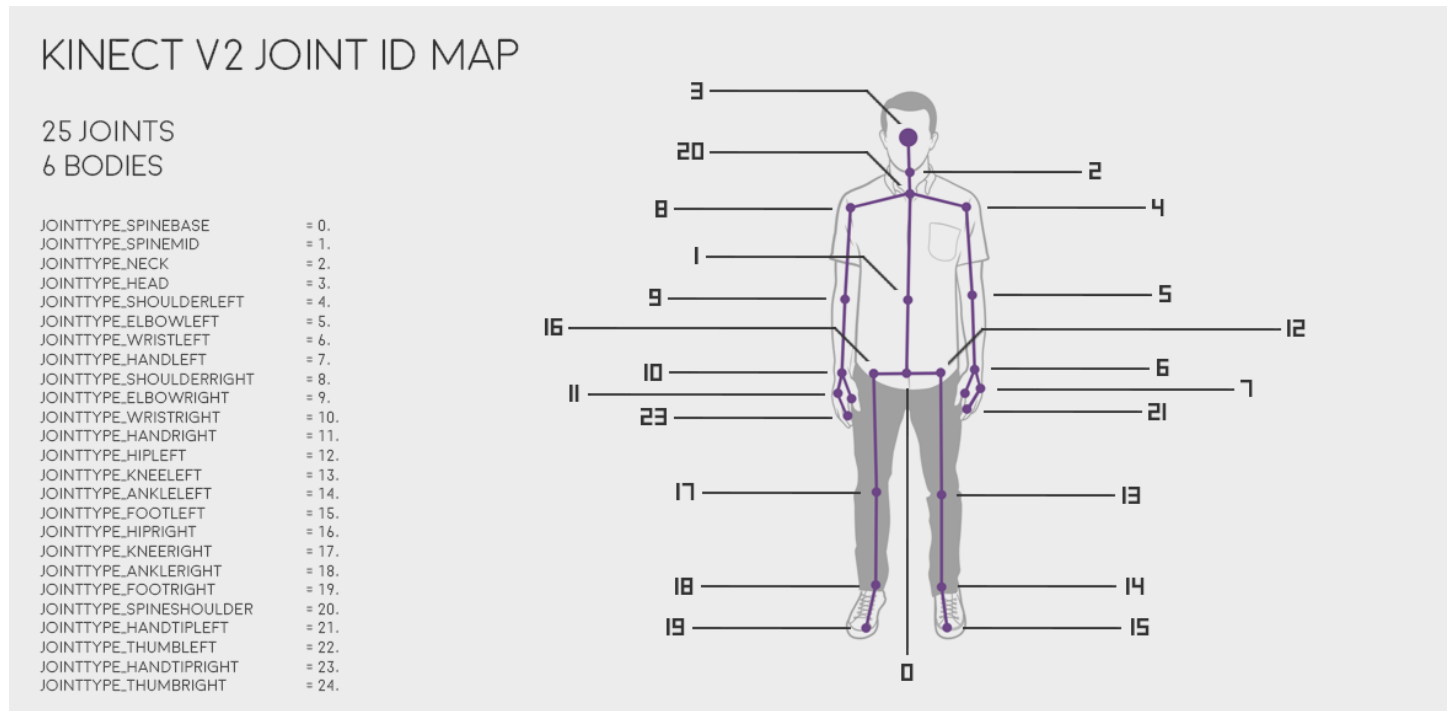 KINECT V2 JOINT ID MAP
25 JOINTS
6 BODIES
JOINTTYPE_SPINEBASE = 0.
JOINTTYPE_SPINEMID = 1.
JOINTTYPE_NECK = 2.
JOINTTYPE_HEAD = 3.
JOINTTYPE_SHOULDERLEFT = 4.
JOINTTYPE_ELBOWLEFT = 5.
JOINTTYPE_WRISTLEFT = 6.
JOINTTYPE_HANDLEFT = 7.
JOINTTYPE_SHOULDERRIGHT = 8.
JOINTTYPE_ELBOWRIGHT = 9.
JOINTTYPE_WRISTRIGHT = 10.
JOINTTYPE_HANDRIGHT = 11.
JOINTTYPE_HIPLEFT = 12.
JOINTTYPE_KNEELEFT = 13.
JOINTTYPE_ANKLELEFT = 14.
JOINTTYPE_FOOTLEFT = 15.
JOINTTYPE_HIPRIGHT = 16.
JOINTTYPE_KNEERIGHT = 17.
JOINTTYPE_ANKLERIGHT = 18.
JOINTTYPE_FOOTRIGHT = 19.
JOINTTYPE_SPINESHOULDER = 20.
JOINTTYPE_HANDTIPLEFT = 21.
JOINTTYPE_THUMBLEFT = 22.
JOINTTYPE_HANDTIPRIGHT = 23.
JOINTTYPE_THUMBRIGHT = 24.
3
20
2
8
4
1
9
5
16
12
10
6
11
7
23
21
17
13
18
14
19
15
0